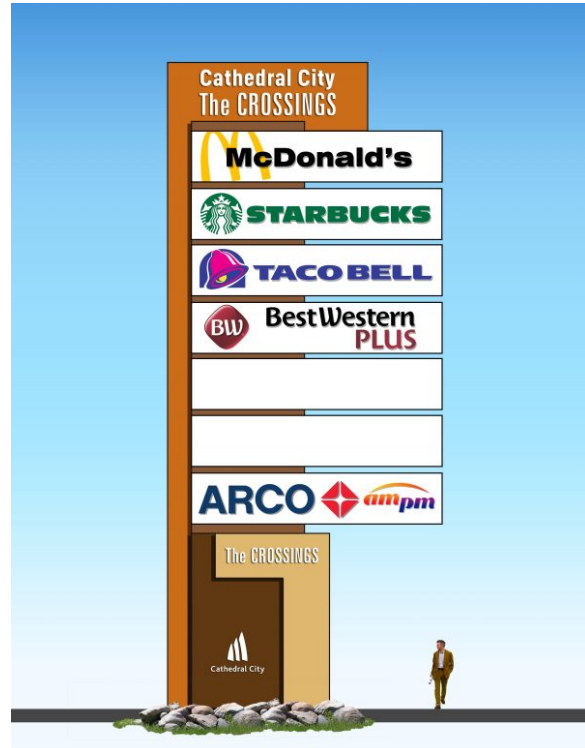 Cathedral City
The CROSSINGS
McDonald's
STARBUCKS
TACO BELL
BW BestWestern
PLUS
ARCO ampm
The CROSSINGS
Cathedral City